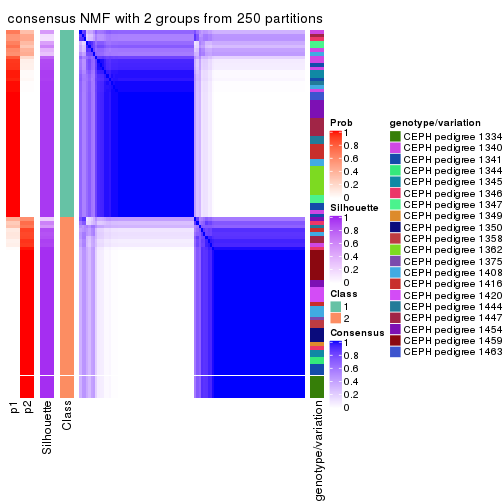 consensus NMF with 2 groups from 250 partitions
Prob
1
0.8
0.6
0.4
0.2
0
Silhouette
1
0.8
0.6
0.4
0.2
0
Class
1
2
Consensus
1
0.8
0.6
0.4
0.2
0
genotype/variation
CEPH pedigree 1334
CEPH pedigree 1340
CEPH pedigree 1341
CEPH pedigree 1344
CEPH pedigree 1345
CEPH pedigree 1346
CEPH pedigree 1347
CEPH pedigree 1349
CEPH pedigree 1350
CEPH pedigree 1358
CEPH pedigree 1362
CEPH pedigree 1375
CEPH pedigree 1408
CEPH pedigree 1416
CEPH pedigree 1420
CEPH pedigree 1444
CEPH pedigree 1447
CEPH pedigree 1454
CEPH pedigree 1459
CEPH pedigree 1463
p1
p2
Silhouette
Class
genotype/variation